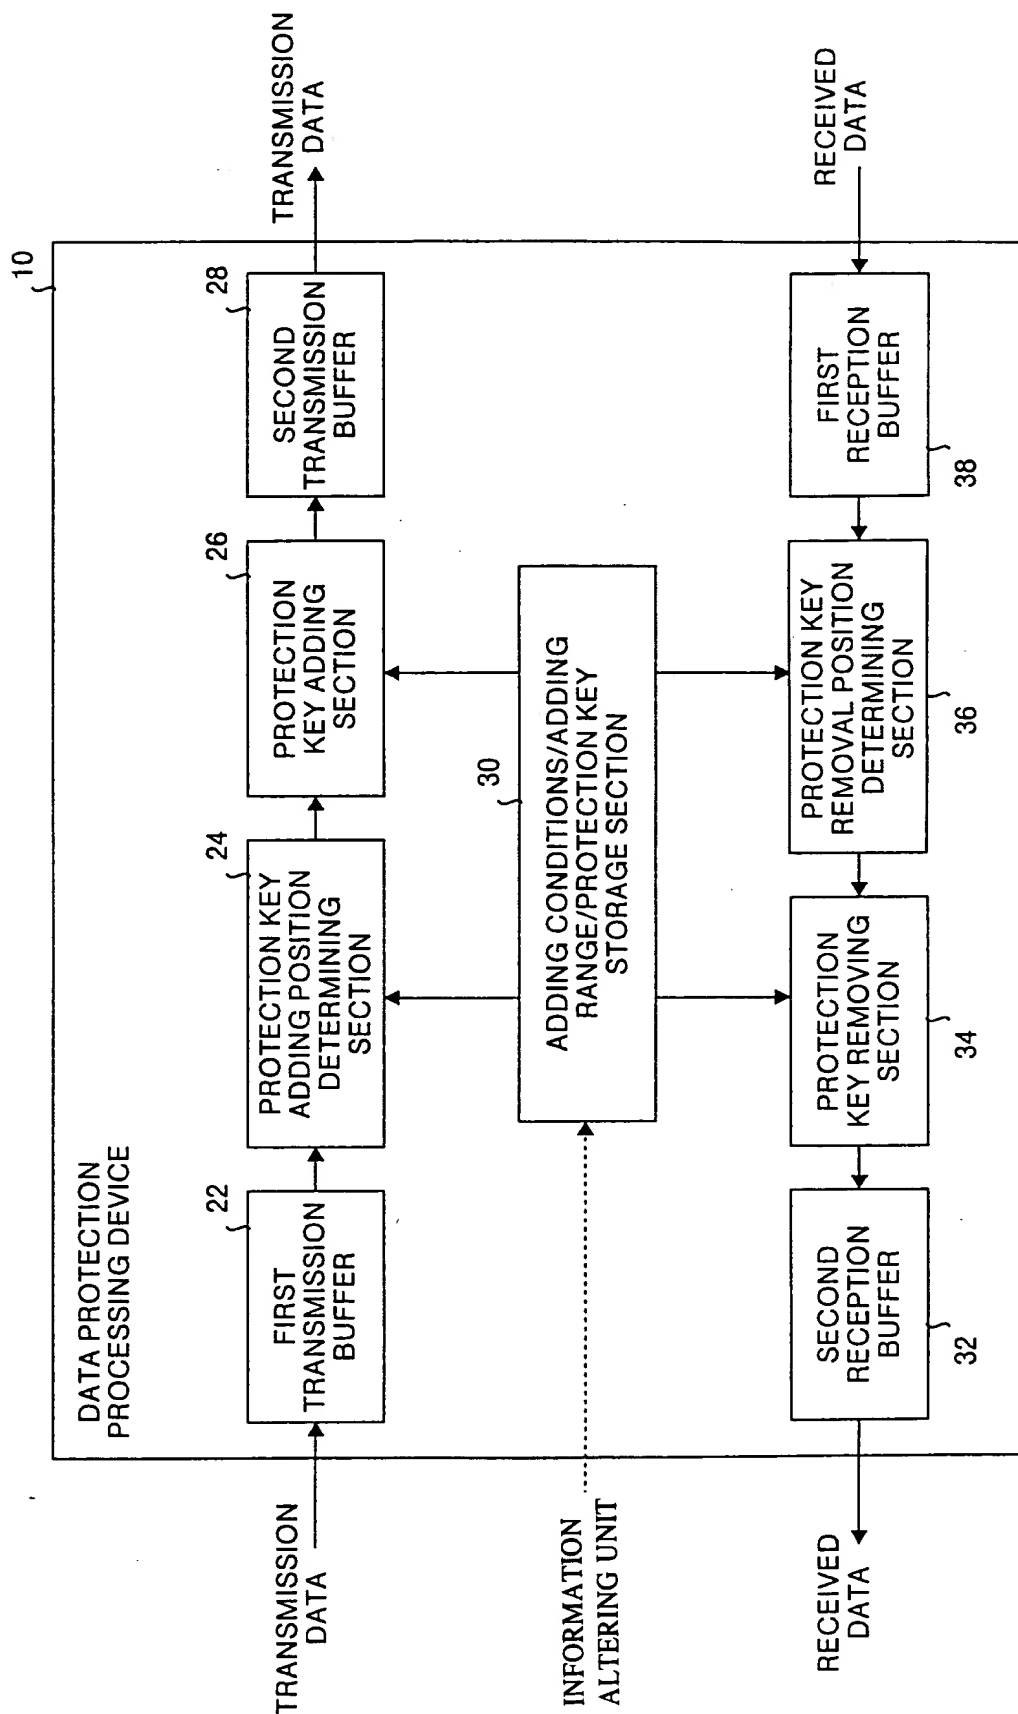 10
DATA PROTECTION
PROCESSING DEVICE
TRANSMISSION
DATA
22
FIRST
TRANSMISSION
BUFFER
24
PROTECTION KEY
ADDING POSITION
DETERMINING
SECTION
26
PROTECTION
KEY ADDING
SECTION
28
SECOND
TRANSMISSION
BUFFER
TRANSMISSION
DATA
INFORMATION
ALTERING UNIT
30
ADDING CONDITIONS/ADDING
RANGE/PROTECTION KEY
STORAGE SECTION
RECEIVED
DATA
SECOND
RECEPTION
BUFFER
32
PROTECTION
KEY REMOVING
SECTION
34
PROTECTION KEY
REMOVAL POSITION
DETERMINING
SECTION
36
FIRST
RECEPTION
BUFFER
38
RECEIVED
DATA